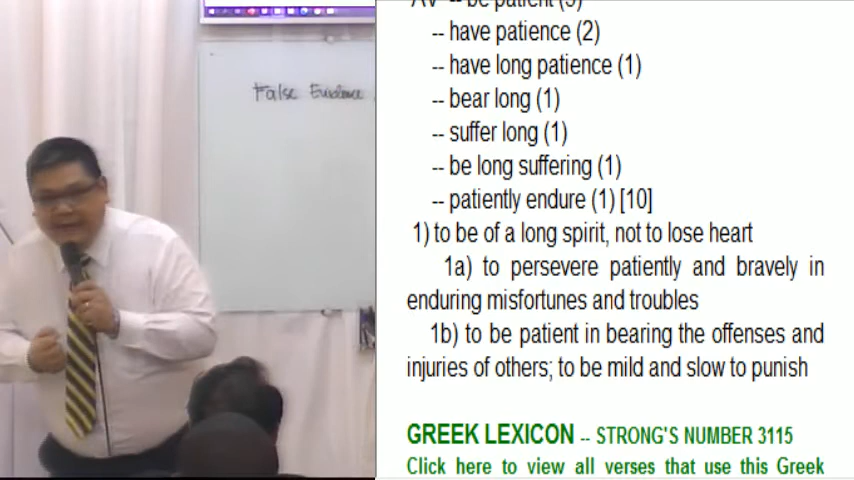 False Evidence
AV -- be patient (3)
-- have patience (2)
-- have long patience (1)
-- bear long (1)
-- suffer long (1)
-- be long suffering (1)
-- patiently endure (1) [10]
1) to be of a long spirit, not to lose heart
1a) to persevere patiently and bravely in
enduring misfortunes and troubles
1b) to be patient in bearing the offenses and
injuries of others; to be mild and slow to punish
GREEK LEXICON -- STRONG'S NUMBER 3115
Click here to view all verses that use this Greek